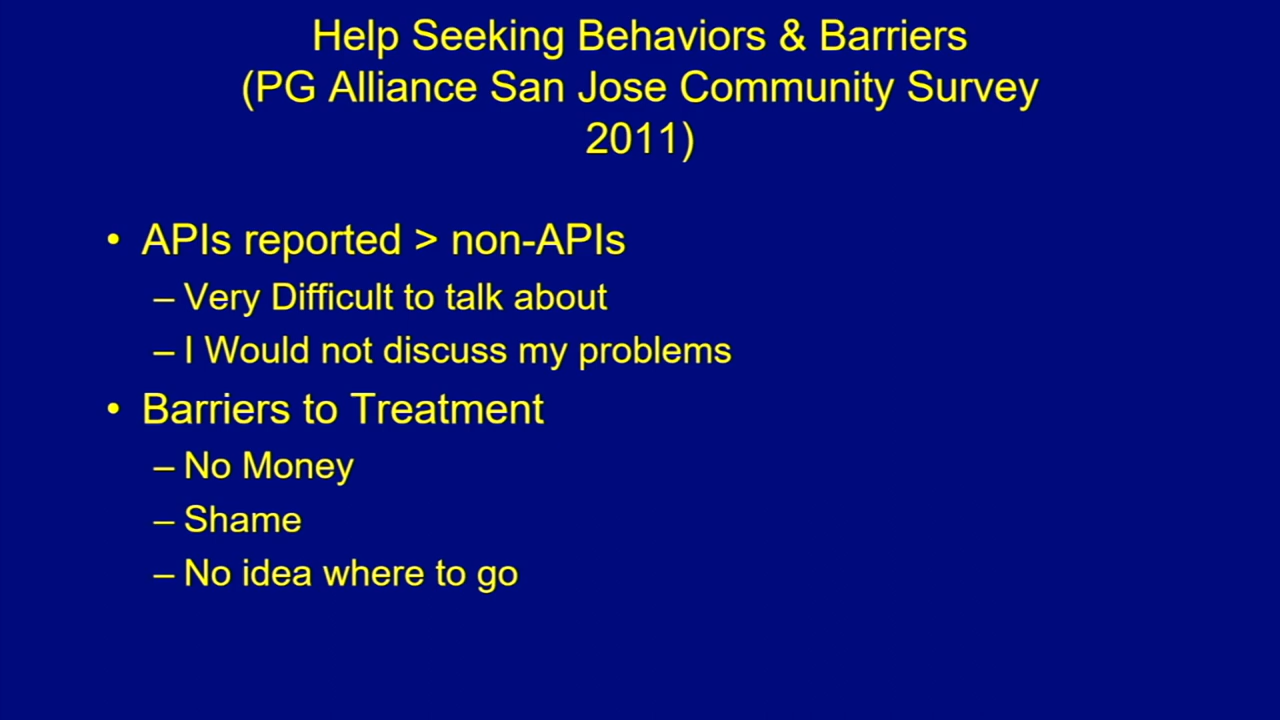 Help Seeking Behaviors & Barriers
(PG Alliance San Jose Community Survey
2011)
• APIs reported > non-APIs
– Very Difficult to talk about
– I Would not discuss my problems
• Barriers to Treatment
– No Money
– Shame
– No idea where to go